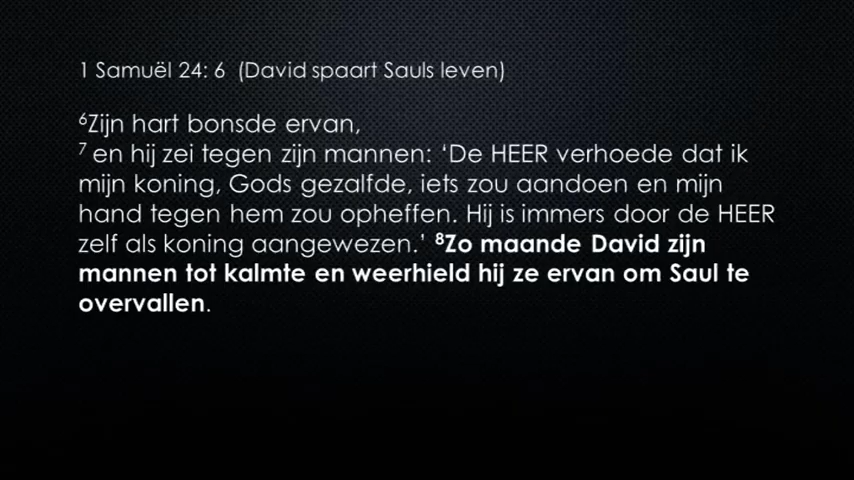 1 Samuël 24: 6  (David spaart Sauls leven)
⁶Zijn hart bonsde ervan,
⁷ en hij zei tegen zijn mannen: ‘De HEER verhoede dat ik
mijn koning, Gods gezalfde, iets zou aandoen en mijn
hand tegen hem zou opheffen. Hij is immers door de HEER
zelf als koning aangewezen.’ ⁸Zo maande David zijn
mannen tot kalmte en weerhield hij ze ervan om Saul te
overvallen.